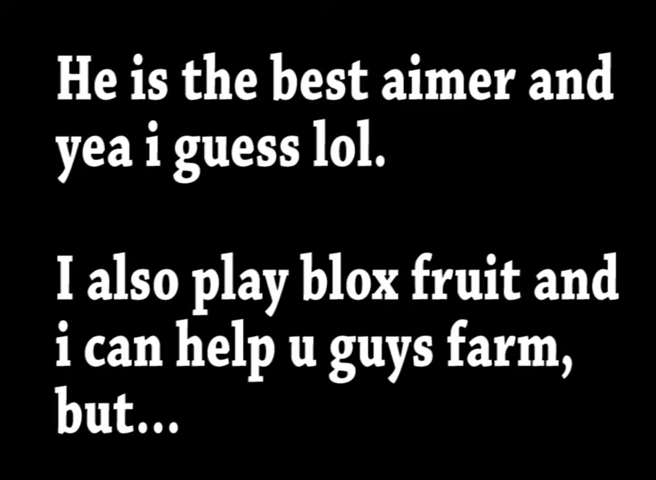 He is the best aimer and
yea i guess lol.
I also play blox fruit and
i can help u guys farm,
but...